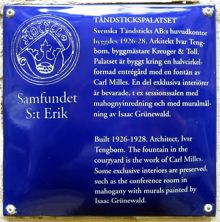 TÄNDSTICKSPALATSET
Svenska Tändsticks AB:s huvudkontor
byggdes 1926-28. Arkitekt Ivar Teng-
bom, byggmästare Kreuger & Toll.
Palatset är byggt kring en halvcirkel-
formad entrégård med en fontän av
Carl Milles. En del exklusiva interiörer
är bevarade, t ex sessionsalen med
mahognyinredning och med muralmål-
ning av Isaac Grünewald.
Built 1926-1928. Architect, Ivar
Tengbom. The fountain in the
courtyard is the work of Carl Milles.
Some exclusive interiors are preserved,
such as the conference room in
mahogany with murals painted by
Isaac Grünewald.
Samfundet
S:t Erik